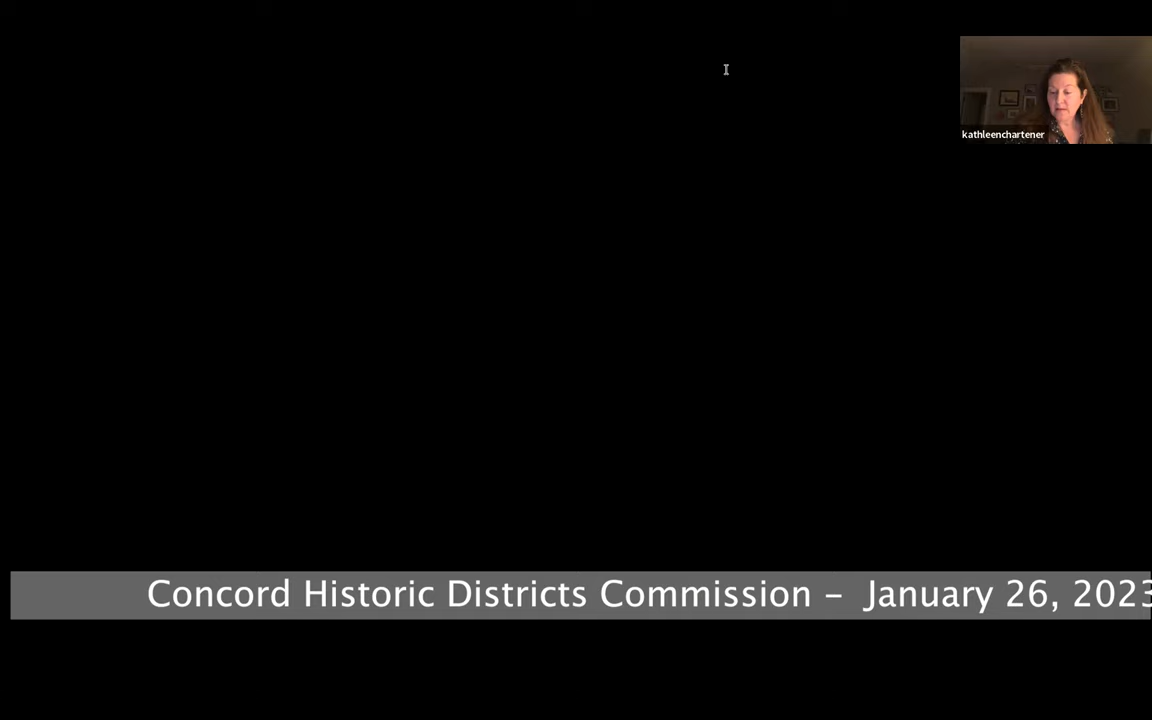 kathleenchartener
Concord Historic Districts Commission – January 26, 2023